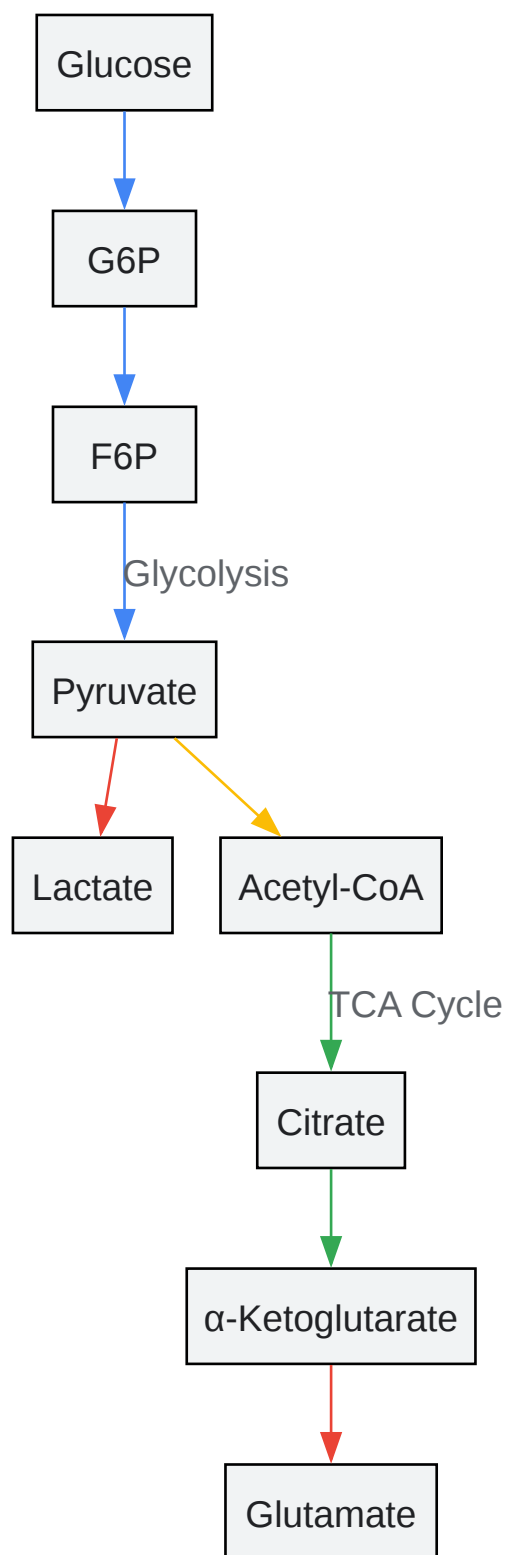 Glucose
G6P
F6P
Glycolysis
Pyruvate
Lactate
Acetyl-CoA
TCA Cycle
Citrate
α-Ketoglutarate
Glutamate